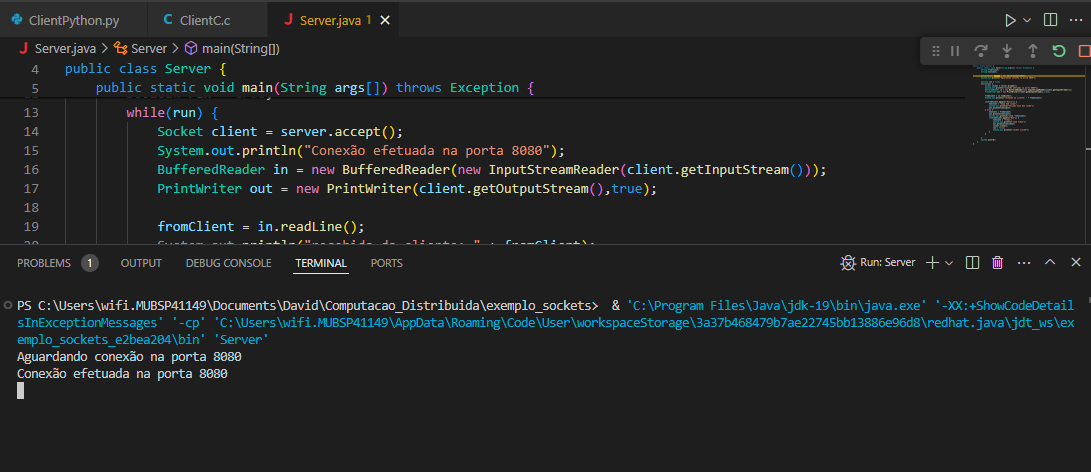 ClientPython.py
C ClientC.c
J Server.java 1
J Server.java > Server > main(String[])
4 public class Server {
5 public static void main(String args[]) throws Exception {
13 while(run) {
14 Socket client = server.accept();
15 System.out.println("Conexão efetuada na porta 8080");
16 BufferedReader in = new BufferedReader(new InputStreamReader(client.getInputStream()));
17 PrintWriter out = new PrintWriter(client.getOutputStream(),true);
18
19 fromClient = in.readLine();
PROBLEMS 1 OUTPUT DEBUG CONSOLE TERMINAL PORTS
Run: Server
PS C:\Users\wifi.MUBSP41149\Documents\David\Computacao_Distribuida\exemplo_sockets> & 'C:\Program Files\Java\jdk-19\bin\java.exe' '-XX:+ShowCodeDetail
sInExceptionMessages' '-cp' 'C:\Users\wifi.MUBSP41149\AppData\Roaming\Code\User\workspaceStorage\3a37b468479b7ae22745bb13886e96d8\redhat.java\jdt_ws\ex
emplo_sockets_e2bea204\bin' 'Server'
Aguardando conexão na porta 8080
Conexão efetuada na porta 8080